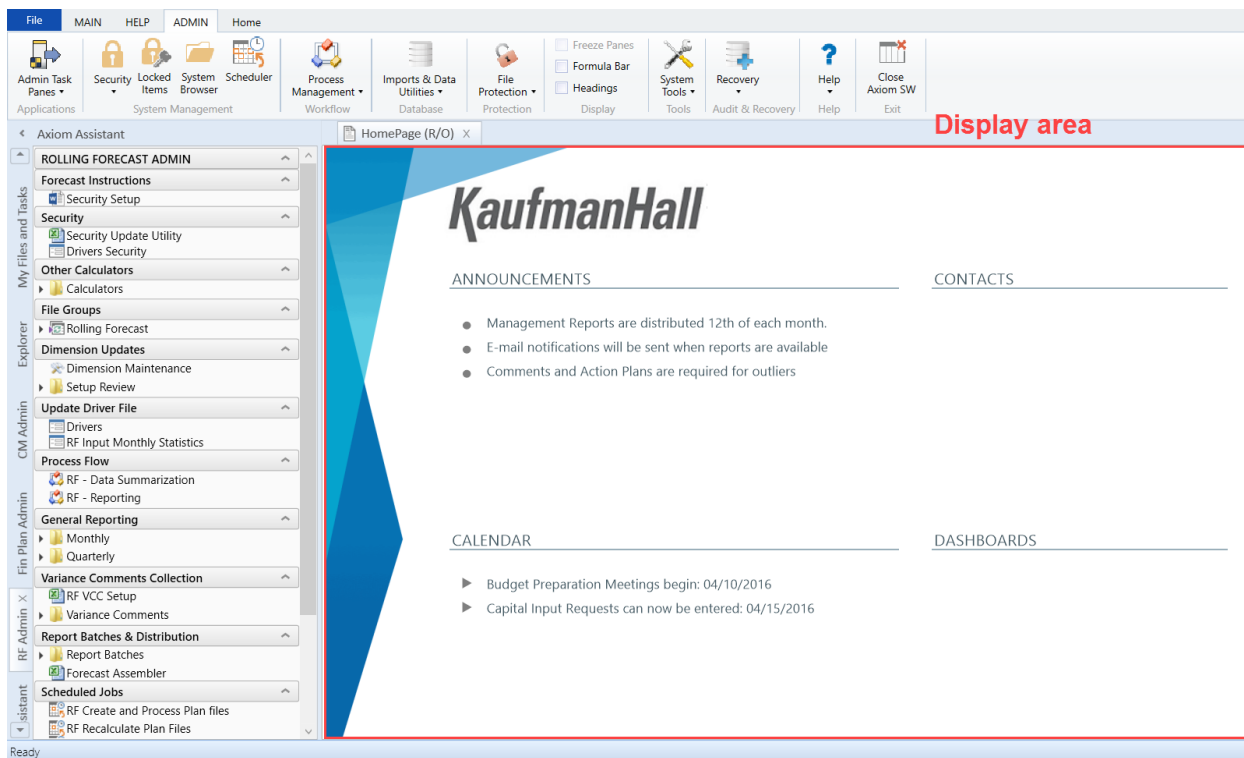 File MAIN HELP ADMIN Home
Admin Task Panes
Security
Locked Items
System Browser
Scheduler
Process Management
Imports & Data Utilities
File Protection
Freeze Panes
Formula Bar
Headings
System Tools
Recovery
Help
Close Axiom SW
Applications System Management Workflow Database Protection Display Tools Audit & Recovery Help Exit
Display area
Axiom Assistant
HomePage (R/O) X
My Files and Tasks
Explorer
CM Admin
Fin Plan Admin
RF Admin X
sistant
ROLLING FORECAST ADMIN
Forecast Instructions
Security Setup
Security
Security Update Utility
Drivers Security
Other Calculators
Calculators
File Groups
Rolling Forecast
Dimension Updates
Dimension Maintenance
Setup Review
Update Driver File
Drivers
RF Input Monthly Statistics
Process Flow
RF - Data Summarization
RF - Reporting
General Reporting
Monthly
Quarterly
Variance Comments Collection
RF VCC Setup
Variance Comments
Report Batches & Distribution
Report Batches
Forecast Assembler
Scheduled Jobs
RF Create and Process Plan files
RF Recalculate Plan Files
KaufmanHall
ANNOUNCEMENTS
Management Reports are distributed 12th of each month.
E-mail notifications will be sent when reports are available
Comments and Action Plans are required for outliers
CONTACTS
CALENDAR
Budget Preparation Meetings begin: 04/10/2016
Capital Input Requests can now be entered: 04/15/2016
DASHBOARDS
Ready